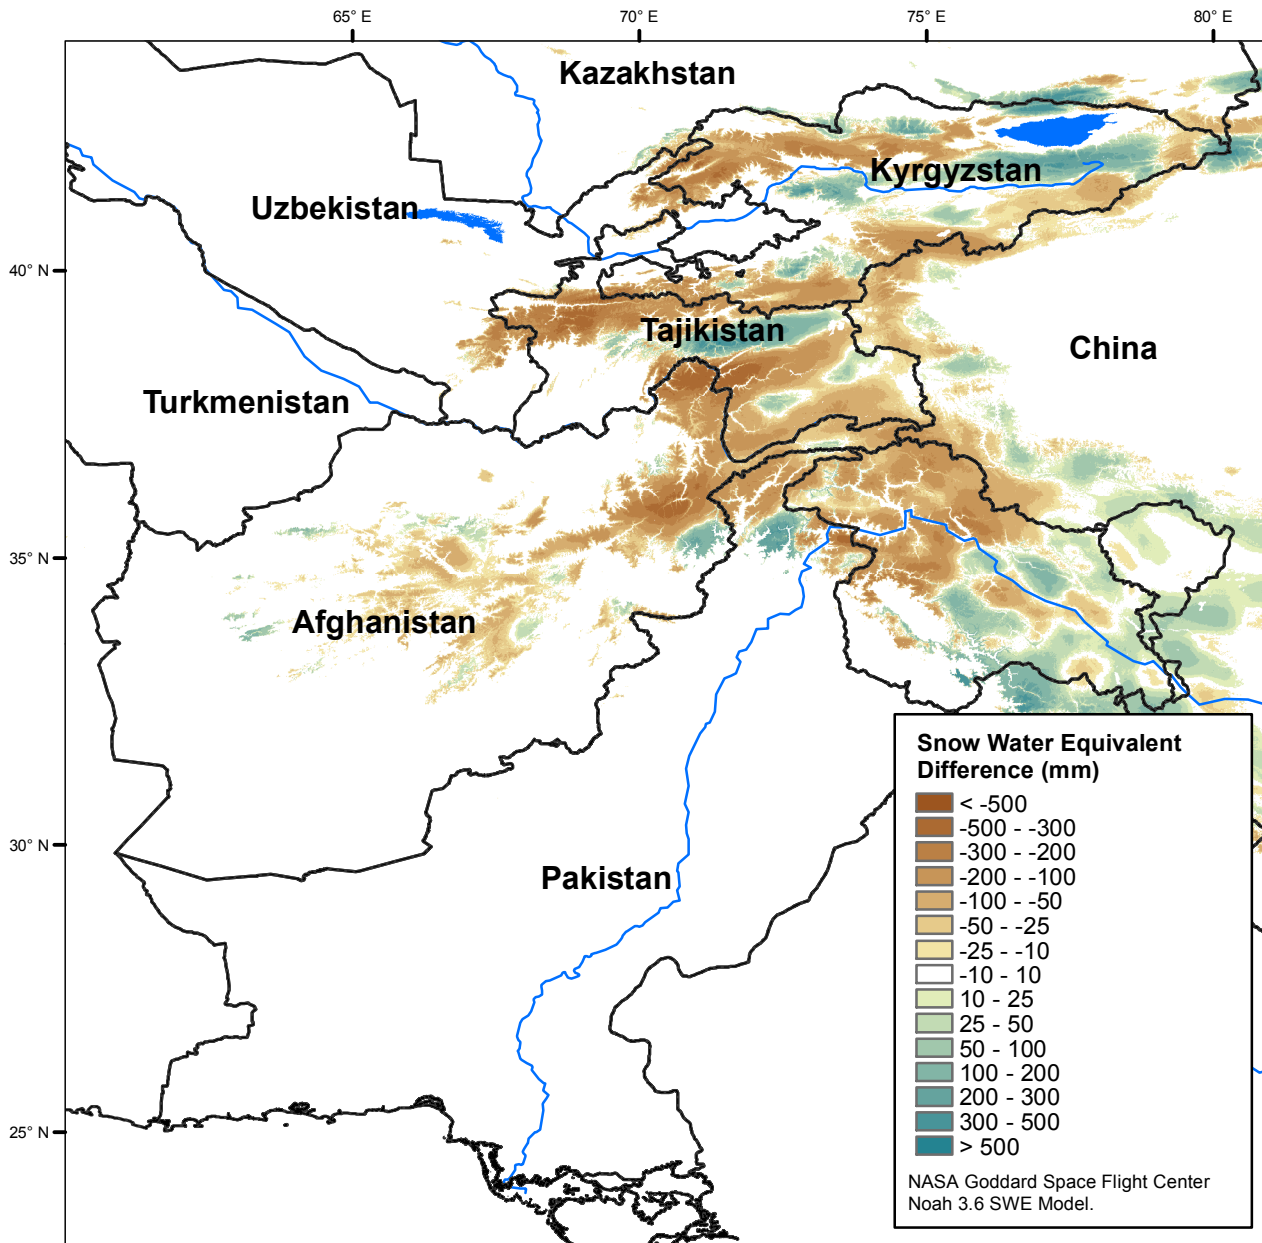 65° E
70° E
75° E
80° E
Kazakhstan
Kyrgyzstan
Uzbekistan
40° N
Tajikistan
China
Turkmenistan
35° N
Afghanistan
Snow Water Equivalent
Difference (mm)
< -500
-500 - -300
-300 - -200
-200 - -100
-100 - -50
-50 - -25
-25 - -10
-10 - 10
10 - 25
25 - 50
50 - 100
100 - 200
200 - 300
300 - 500
> 500
NASA Goddard Space Flight Center
Noah 3.6 SWE Model.
30° N
Pakistan
25° N